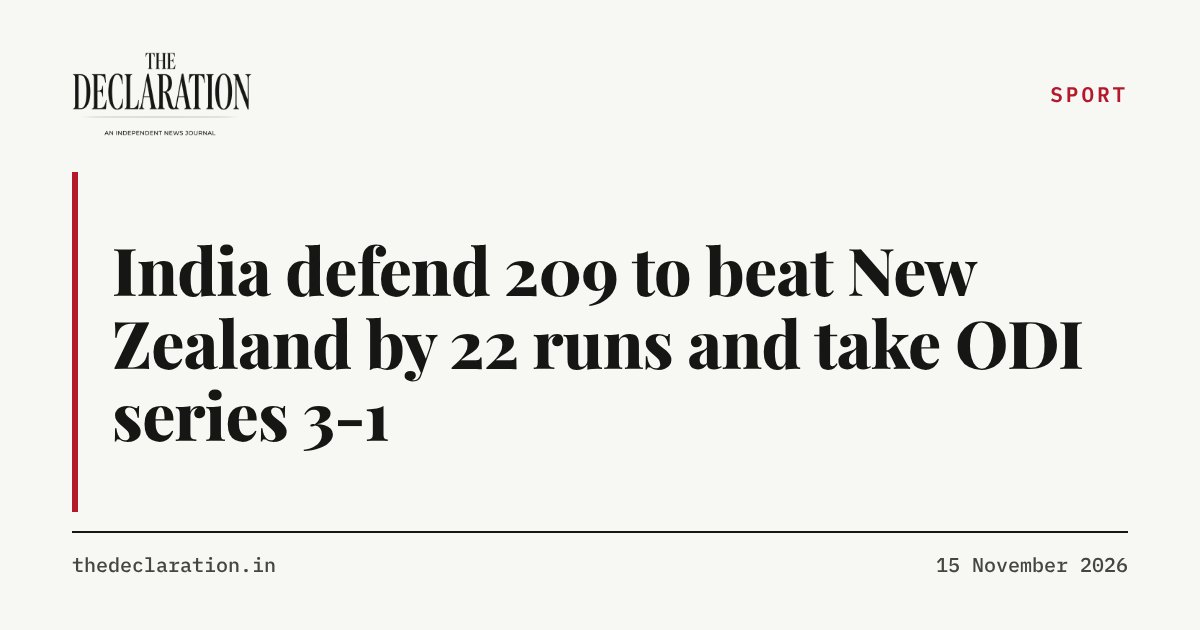 THE
DECLARATION
AN INDEPENDENT NEWS JOURNAL
SPORT
India defend 209 to beat New
Zealand by 22 runs and take ODI
series 3-1
thedeclaration.in
15 November 2026